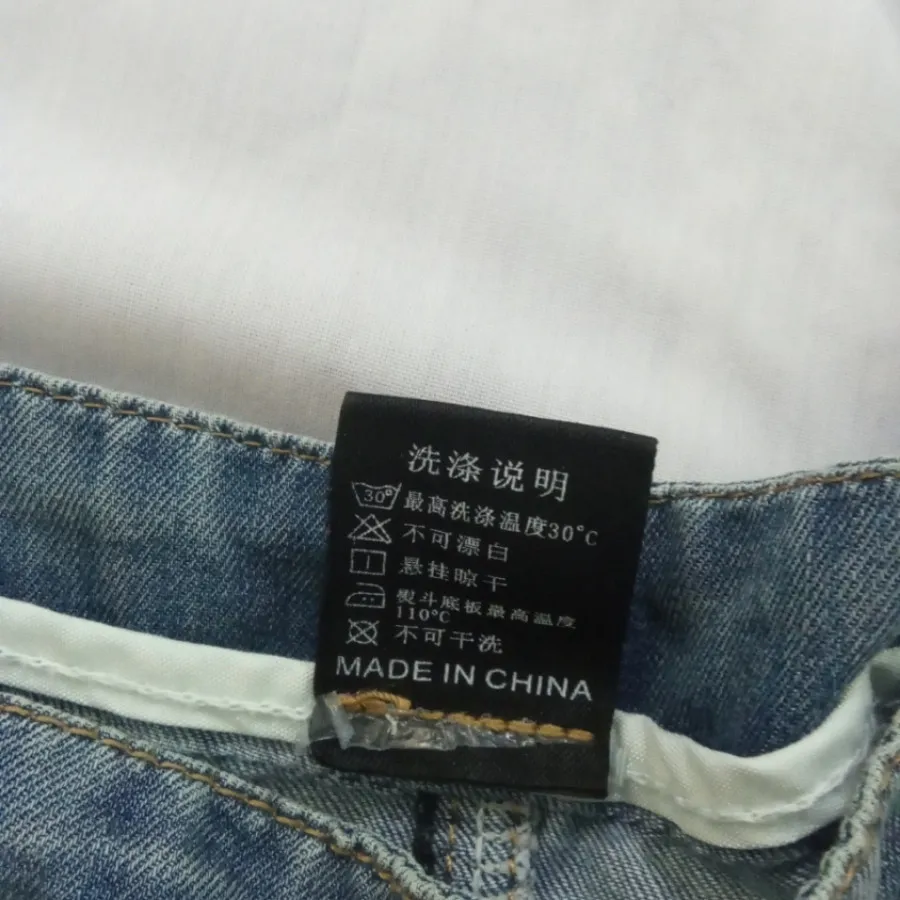 洗涤说明
30°
最高洗涤温度30°C
不可漂白
悬挂晾干
熨斗底板最高温度
110°C
不可干洗
MADE IN CHINA